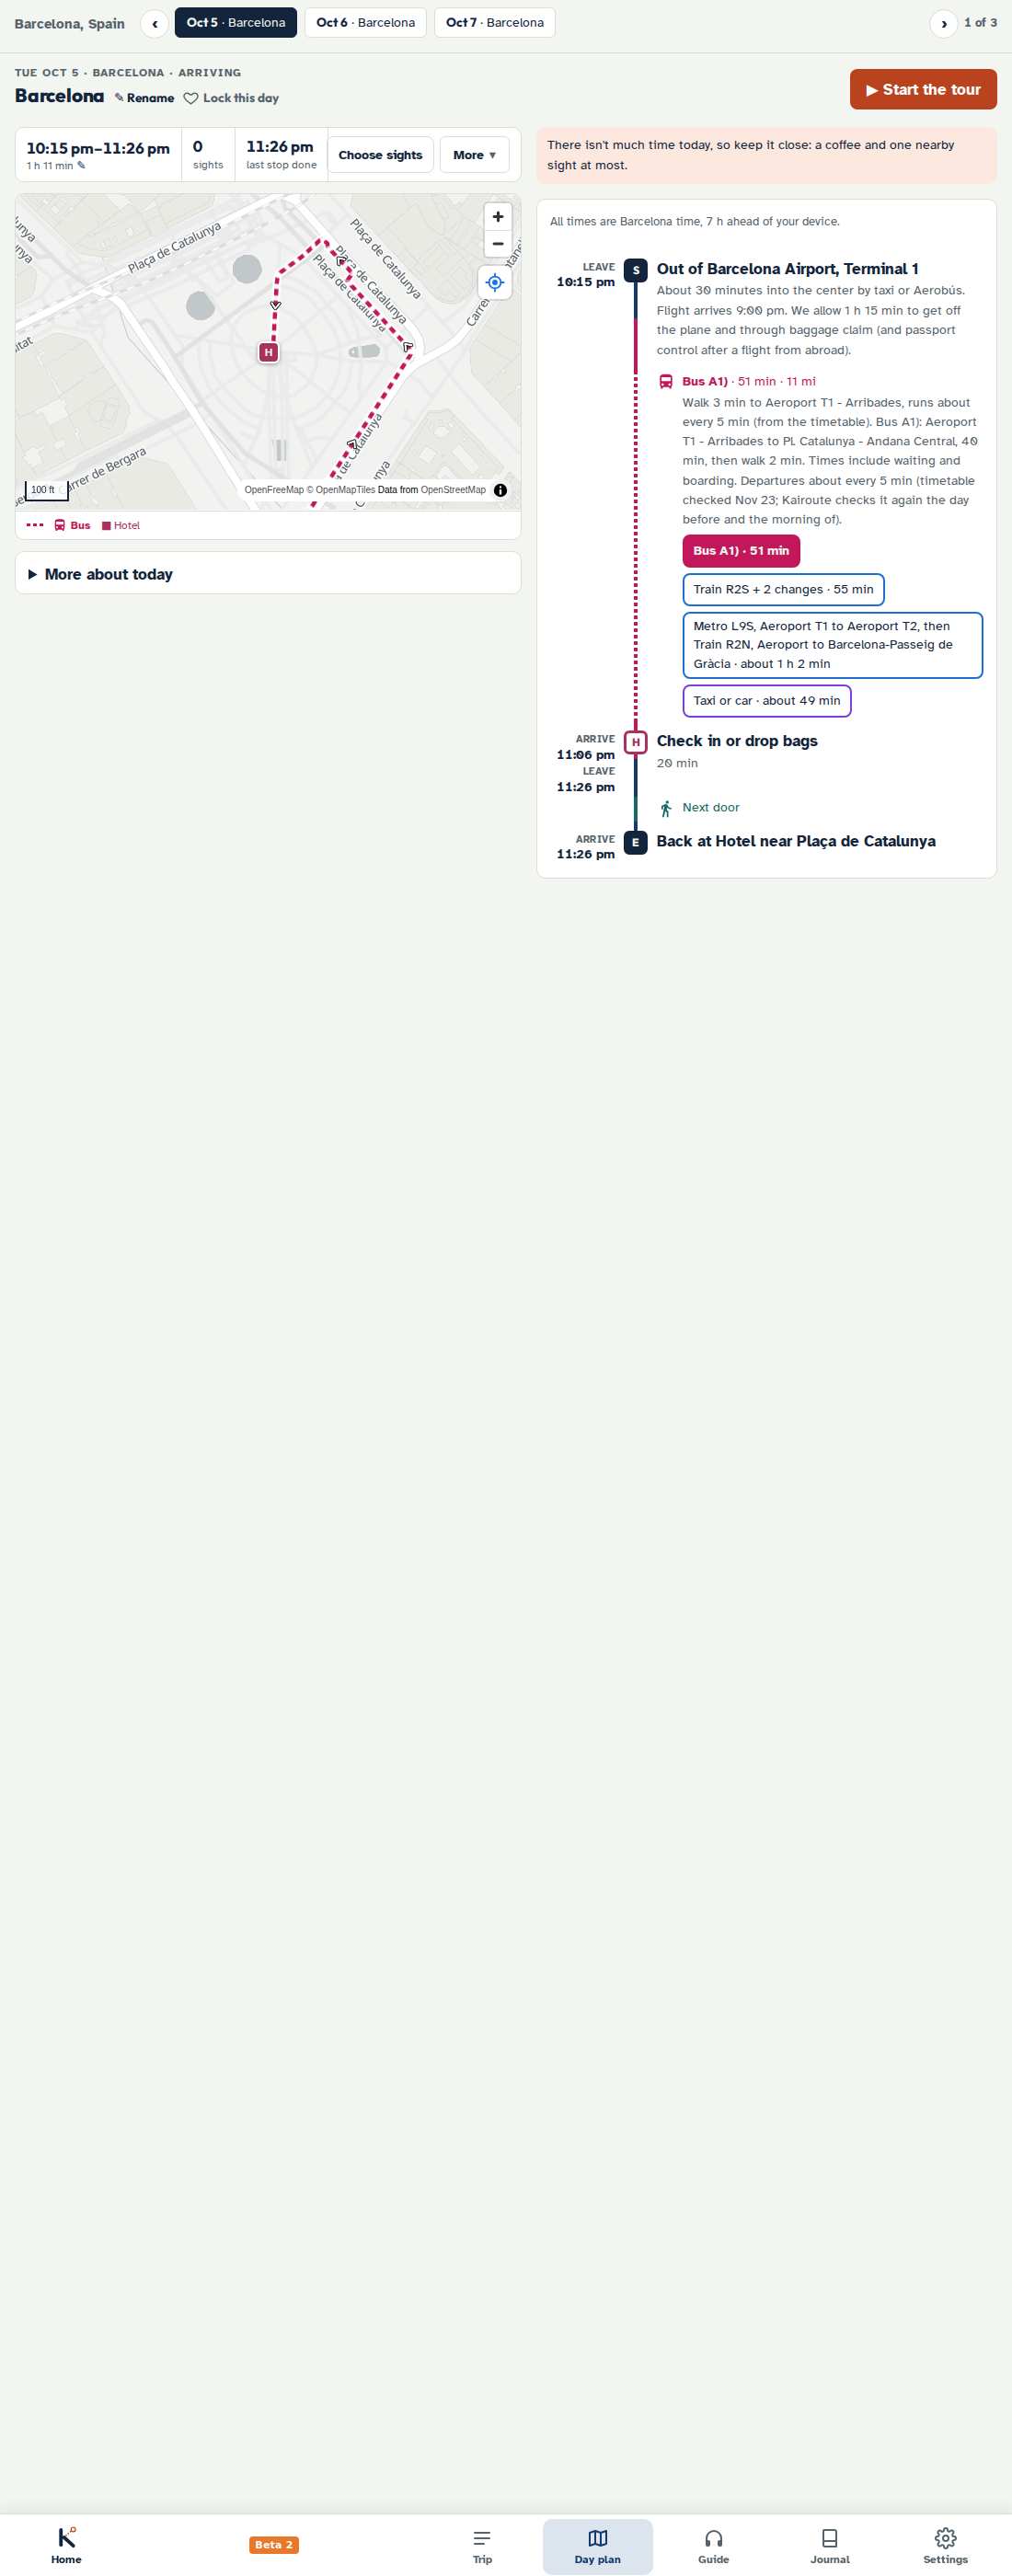 Barcelona, Spain
‹
Oct 5 · Barcelona
Oct 6 · Barcelona
Oct 7 · Barcelona
›
1 of 3
TUE OCT 5 · BARCELONA · ARRIVING
Barcelona
✎ Rename
Lock this day
▶ Start the tour
10:15 pm–11:26 pm
1 h 11 min ✎
0
sights
11:26 pm
last stop done
Choose sights
More ▾
Plaça de Catalunya
Plaça de Catalunya
Plaça de Catalunya
Plaça de Catalunya
Carrer de Bergara
H
+
−
100 ft
OpenFreeMap © OpenMapTiles Data from OpenStreetMap
Bus
Hotel
▶ More about today
There isn't much time today, so keep it close: a coffee and one nearby
sight at most.
All times are Barcelona time, 7 h ahead of your device.
LEAVE
10:15 pm
S
Out of Barcelona Airport, Terminal 1
About 30 minutes into the center by taxi or Aerobús.
Flight arrives 9:00 pm. We allow 1 h 15 min to get off
the plane and through baggage claim (and passport
control after a flight from abroad).
Bus A1) · 51 min · 11 mi
Walk 3 min to Aeroport T1 - Arribades, runs about
every 5 min (from the timetable). Bus A1): Aeroport
T1 - Arribades to Pl. Catalunya - Andana Central, 40
min, then walk 2 min. Times include waiting and
boarding. Departures about every 5 min (timetable
checked Nov 23; Kairoute checks it again the day
before and the morning of).
Bus A1) · 51 min
Train R2S + 2 changes · 55 min
Metro L9S, Aeroport T1 to Aeroport T2, then
Train R2N, Aeroport to Barcelona-Passeig de
Gràcia · about 1 h 2 min
Taxi or car · about 49 min
ARRIVE
11:06 pm
LEAVE
11:26 pm
H
Check in or drop bags
20 min
Next door
ARRIVE
11:26 pm
E
Back at Hotel near Plaça de Catalunya
Home
Beta 2
Trip
Day plan
Guide
Journal
Settings